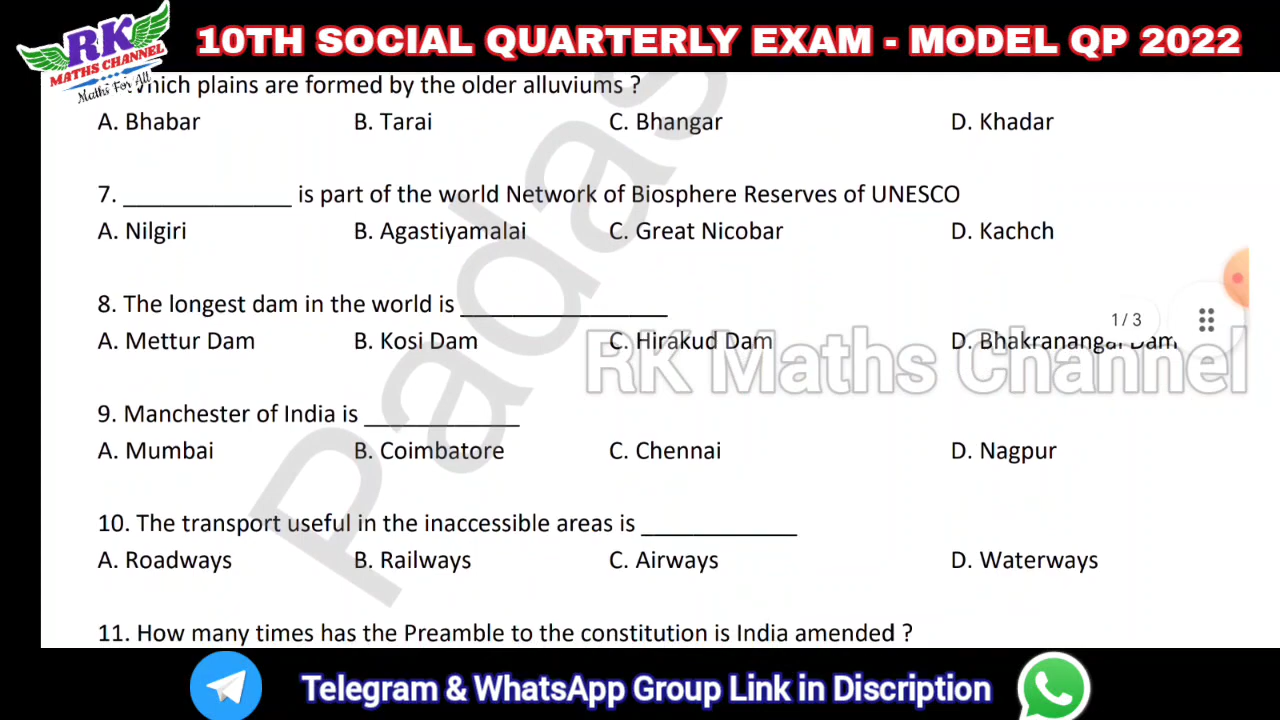 RK
MATHS CHANNEL
Maths For All
10TH SOCIAL QUARTERLY EXAM - MODEL QP 2022
Which plains are formed by the older alluviums ?
A. Bhabar B. Tarai C. Bhangar D. Khadar
7. _____________ is part of the world Network of Biosphere Reserves of UNESCO
A. Nilgiri B. Agastiyamalai C. Great Nicobar D. Kachch
8. The longest dam in the world is ________________
1 / 3
A. Mettur Dam B. Kosi Dam C. Hirakud Dam D. Bhakranangal Dam
RK Maths Channel
9. Manchester of India is ____________
A. Mumbai B. Coimbatore C. Chennai D. Nagpur
10. The transport useful in the inaccessible areas is ____________
A. Roadways B. Railways C. Airways D. Waterways
11. How many times has the Preamble to the constitution is India amended ?
Padas
Telegram & WhatsApp Group Link in Discription